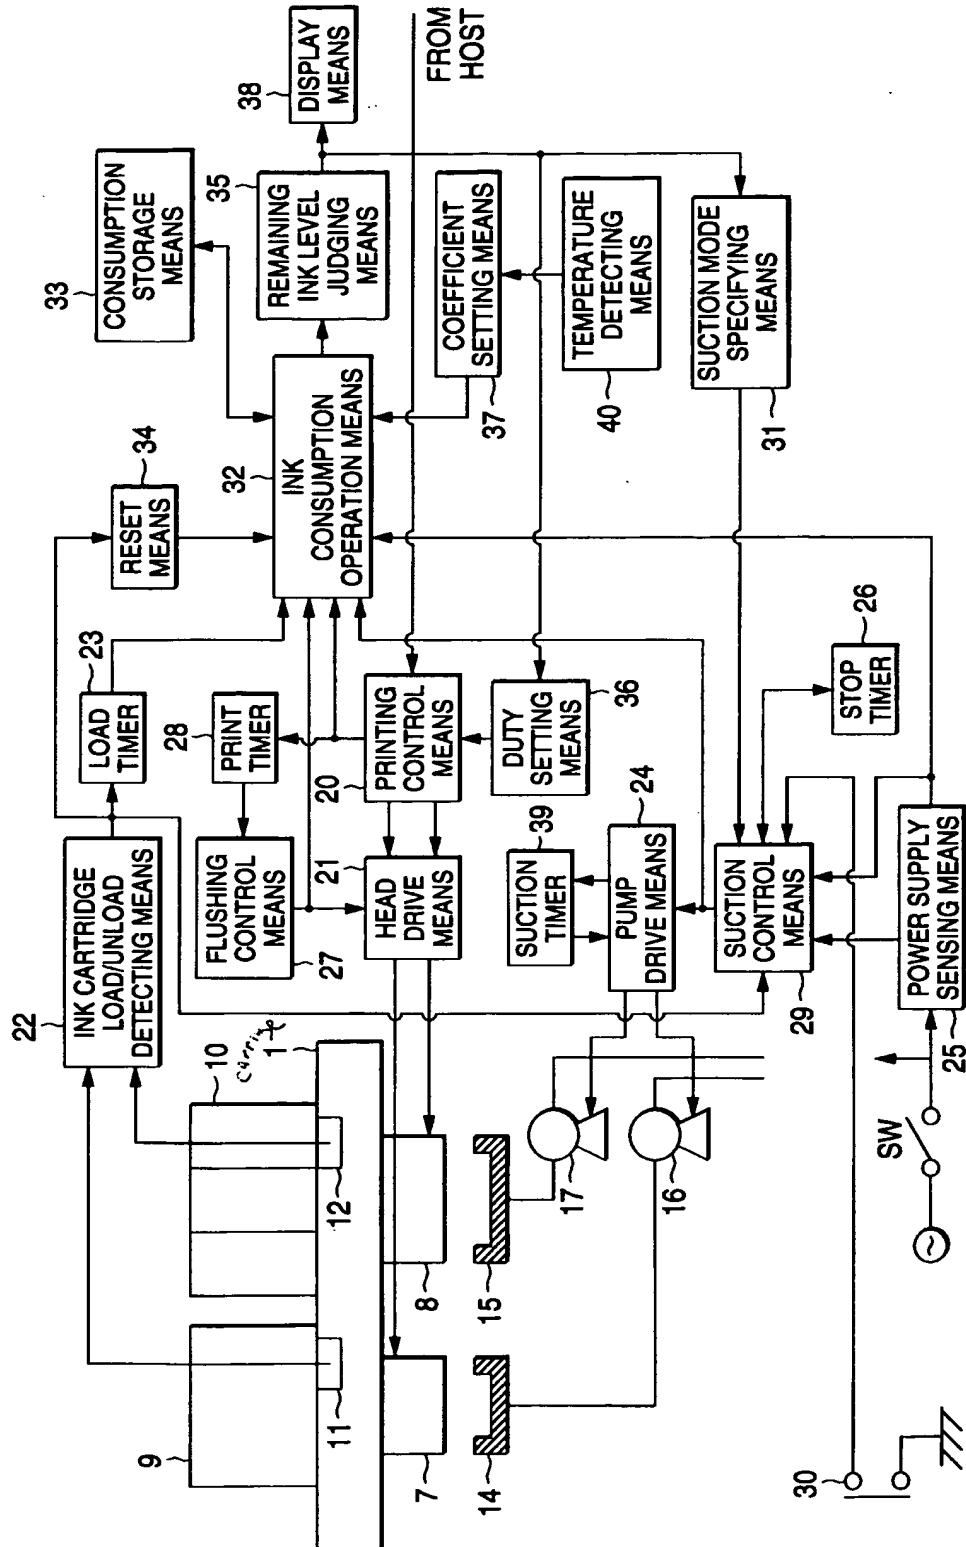 9
22
INK CARTRIDGE
LOAD/UNLOAD
DETECTING MEANS
23
LOAD
TIMER
34
RESET
MEANS
33
CONSUMPTION
STORAGE
MEANS
10
1
11
12
27
FLUSHING
CONTROL
MEANS
28
PRINT
TIMER
32
INK
CONSUMPTION
OPERATION MEANS
35
REMAINING
INK LEVEL
JUDGING
MEANS
38
DISPLAY
MEANS
7
8
21
HEAD
DRIVE
MEANS
20
PRINTING
CONTROL
MEANS
FROM
HOST
37
COEFFICIENT
SETTING MEANS
14
15
39
SUCTION
TIMER
36
DUTY
SETTING
MEANS
40
TEMPERATURE
DETECTING
MEANS
17
16
24
PUMP
DRIVE MEANS
29
SUCTION
CONTROL
MEANS
31
SUCTION MODE
SPECIFYING
MEANS
26
STOP
TIMER
30
SW
25
POWER SUPPLY
SENSING MEANS